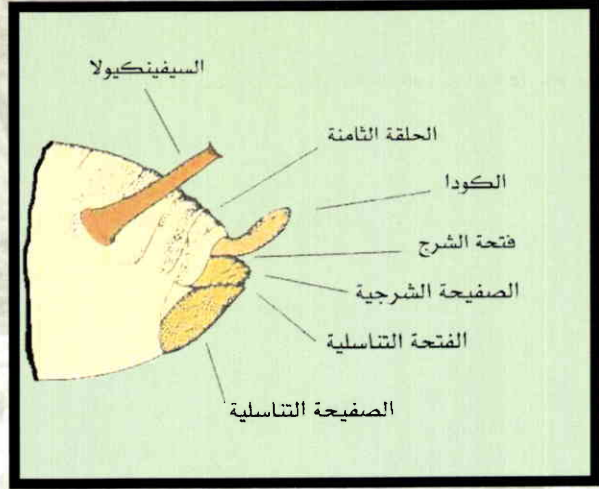 السيفينكيولا
الحلقة الثامنة
الكودا
فتحة الشرج
الصفيحة الشرجية
الفتحة التناسلية
الصفيحة التناسلية